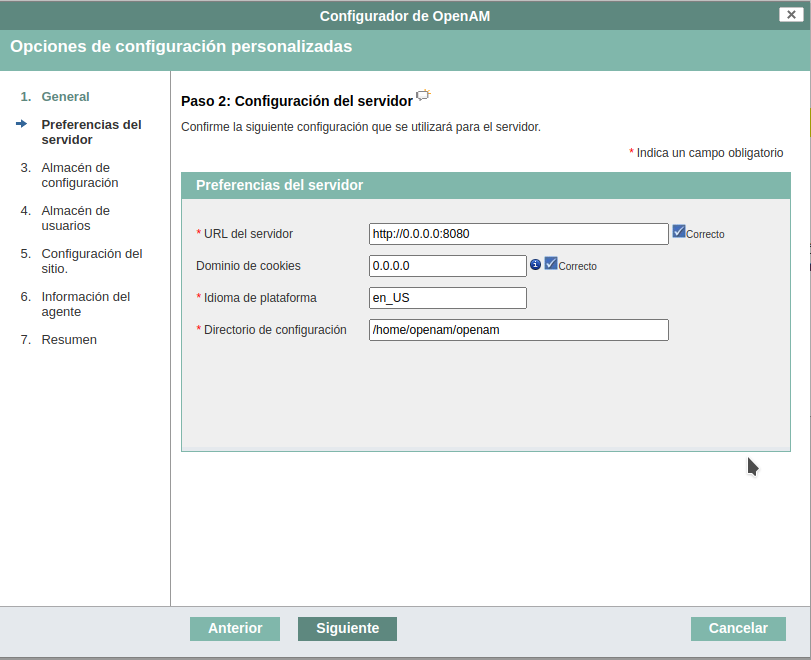 Configurador de OpenAM
Opciones de configuración personalizadas
1. General
Preferencias del
servidor
3. Almacén de
configuración
4. Almacén de
usuarios
5. Configuración del
sitio.
6. Información del
agente
7. Resumen
Paso 2: Configuración del servidor
Confirme la siguiente configuración que se utilizará para el servidor.
* Indica un campo obligatorio
Preferencias del servidor
* URL del servidor http://0.0.0.0:8080 Correcto
Dominio de cookies 0.0.0.0 Correcto
* Idioma de plataforma en_US
* Directorio de configuración /home/openam/openam
Anterior Siguiente Cancelar